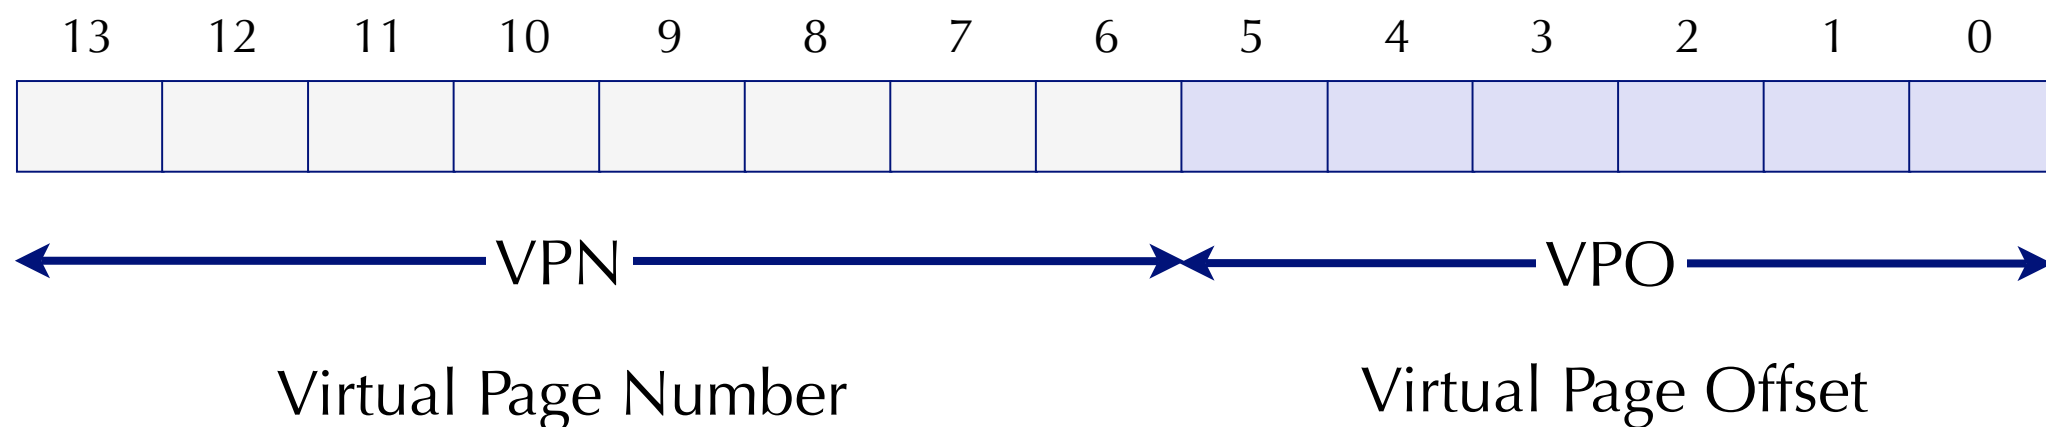 13 12 11 10 9 8 7 6 5 4 3 2 1 0
VPN VPO
Virtual Page Number Virtual Page Offset